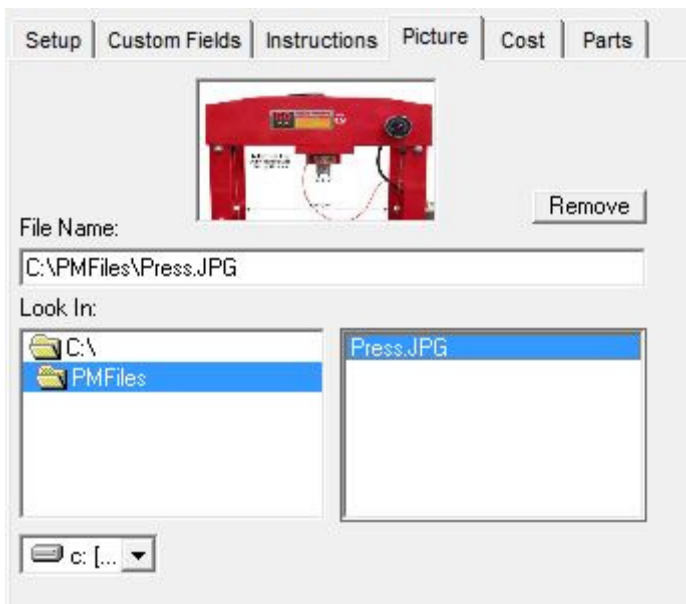 Setup
Custom Fields
Instructions
Picture
Cost
Parts
Remove
File Name:
C:\PMFiles\Press.JPG
Look In:
C:\
PMFiles
Press.JPG
c: [...